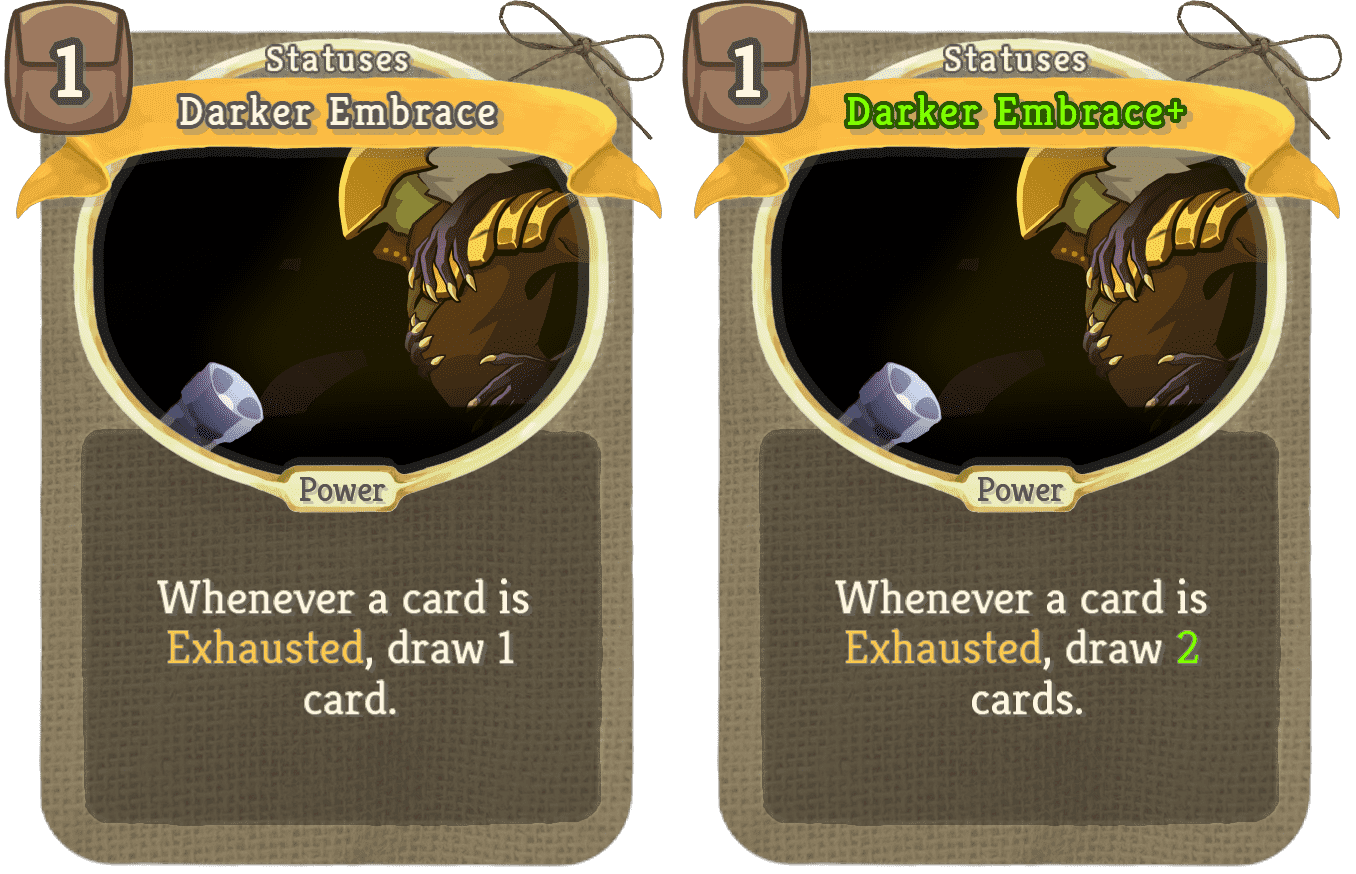 1
Statuses
Darker Embrace
Power
Whenever a card is
Exhausted, draw 1
card.
1
Statuses
Darker Embrace+
Power
Whenever a card is
Exhausted, draw 2
cards.